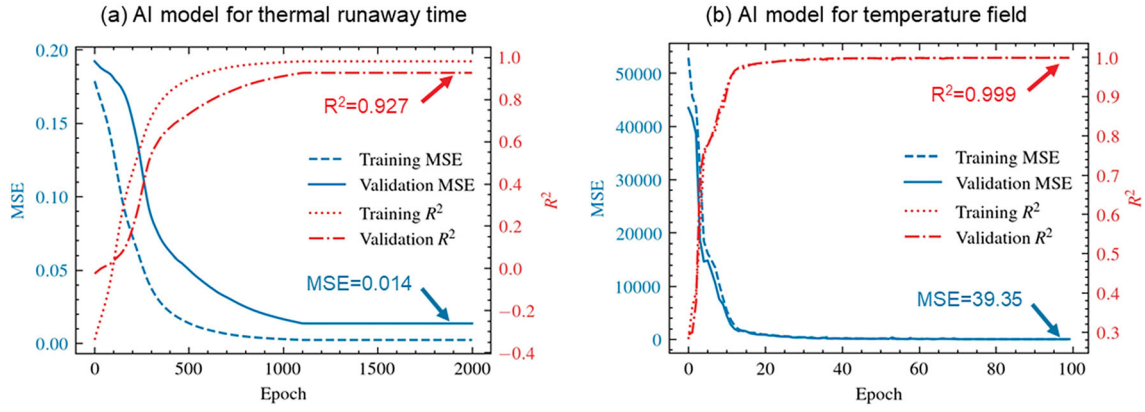 (a) AI model for thermal runaway time
0.20
0.15
0.10
0.05
0.00
MSE
1.0
0.8
0.6
0.4
0.2
0.0
−0.2
−0.4
R²
R²=0.927
Training MSE
Validation MSE
Training R²
Validation R²
MSE=0.014
0
500
1000
1500
2000
Epoch
(b) AI model for temperature field
50000
40000
30000
20000
10000
0
MSE
1.0
0.9
0.8
0.7
0.6
0.5
0.4
0.3
R²
R²=0.999
Training MSE
Validation MSE
Training R²
Validation R²
MSE=39.35
0
20
40
60
80
100
Epoch